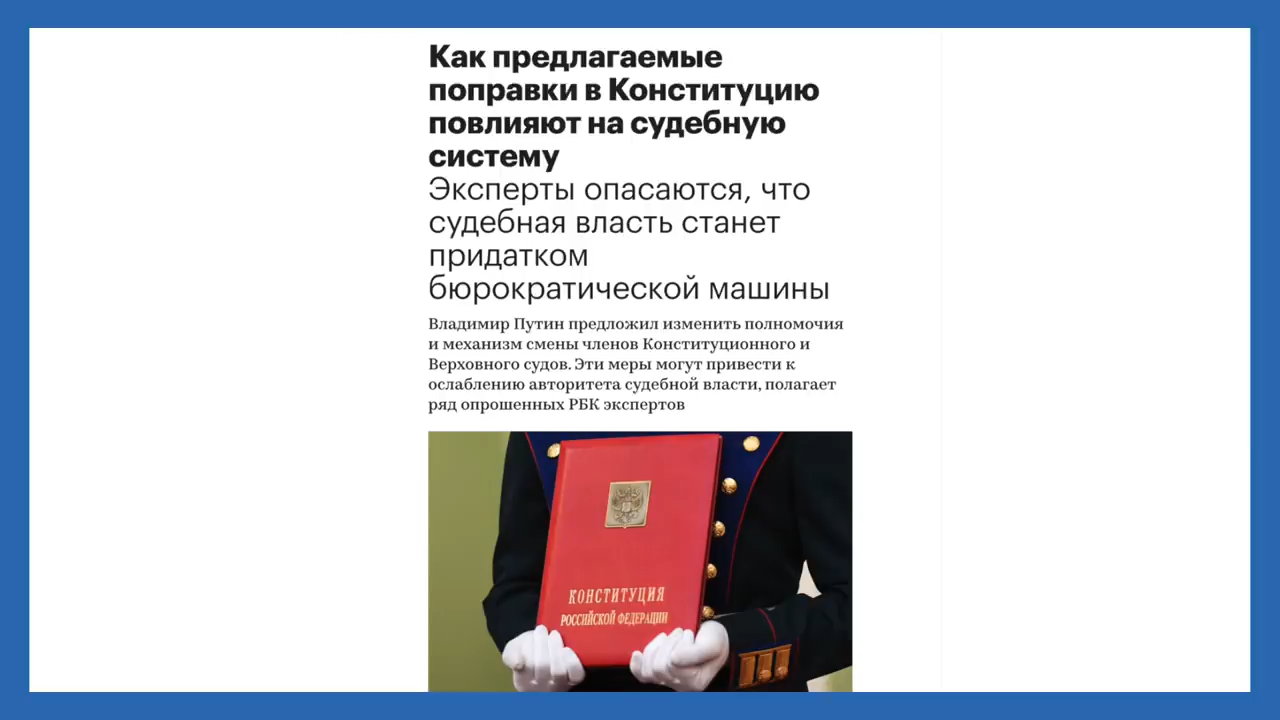 Как предлагаемые
поправки в Конституцию
повлияют на судебную
систему
Эксперты опасаются, что
судебная власть станет
придатком
бюрократической машины
Владимир Путин предложил изменить полномочия
и механизм смены членов Конституционного и
Верховного судов. Эти меры могут привести к
ослаблению авторитета судебной власти, полагает
ряд опрошенных РБК экспертов
КОНСТИТУЦИЯ
РОССИЙСКОЙ ФЕДЕРАЦИИ